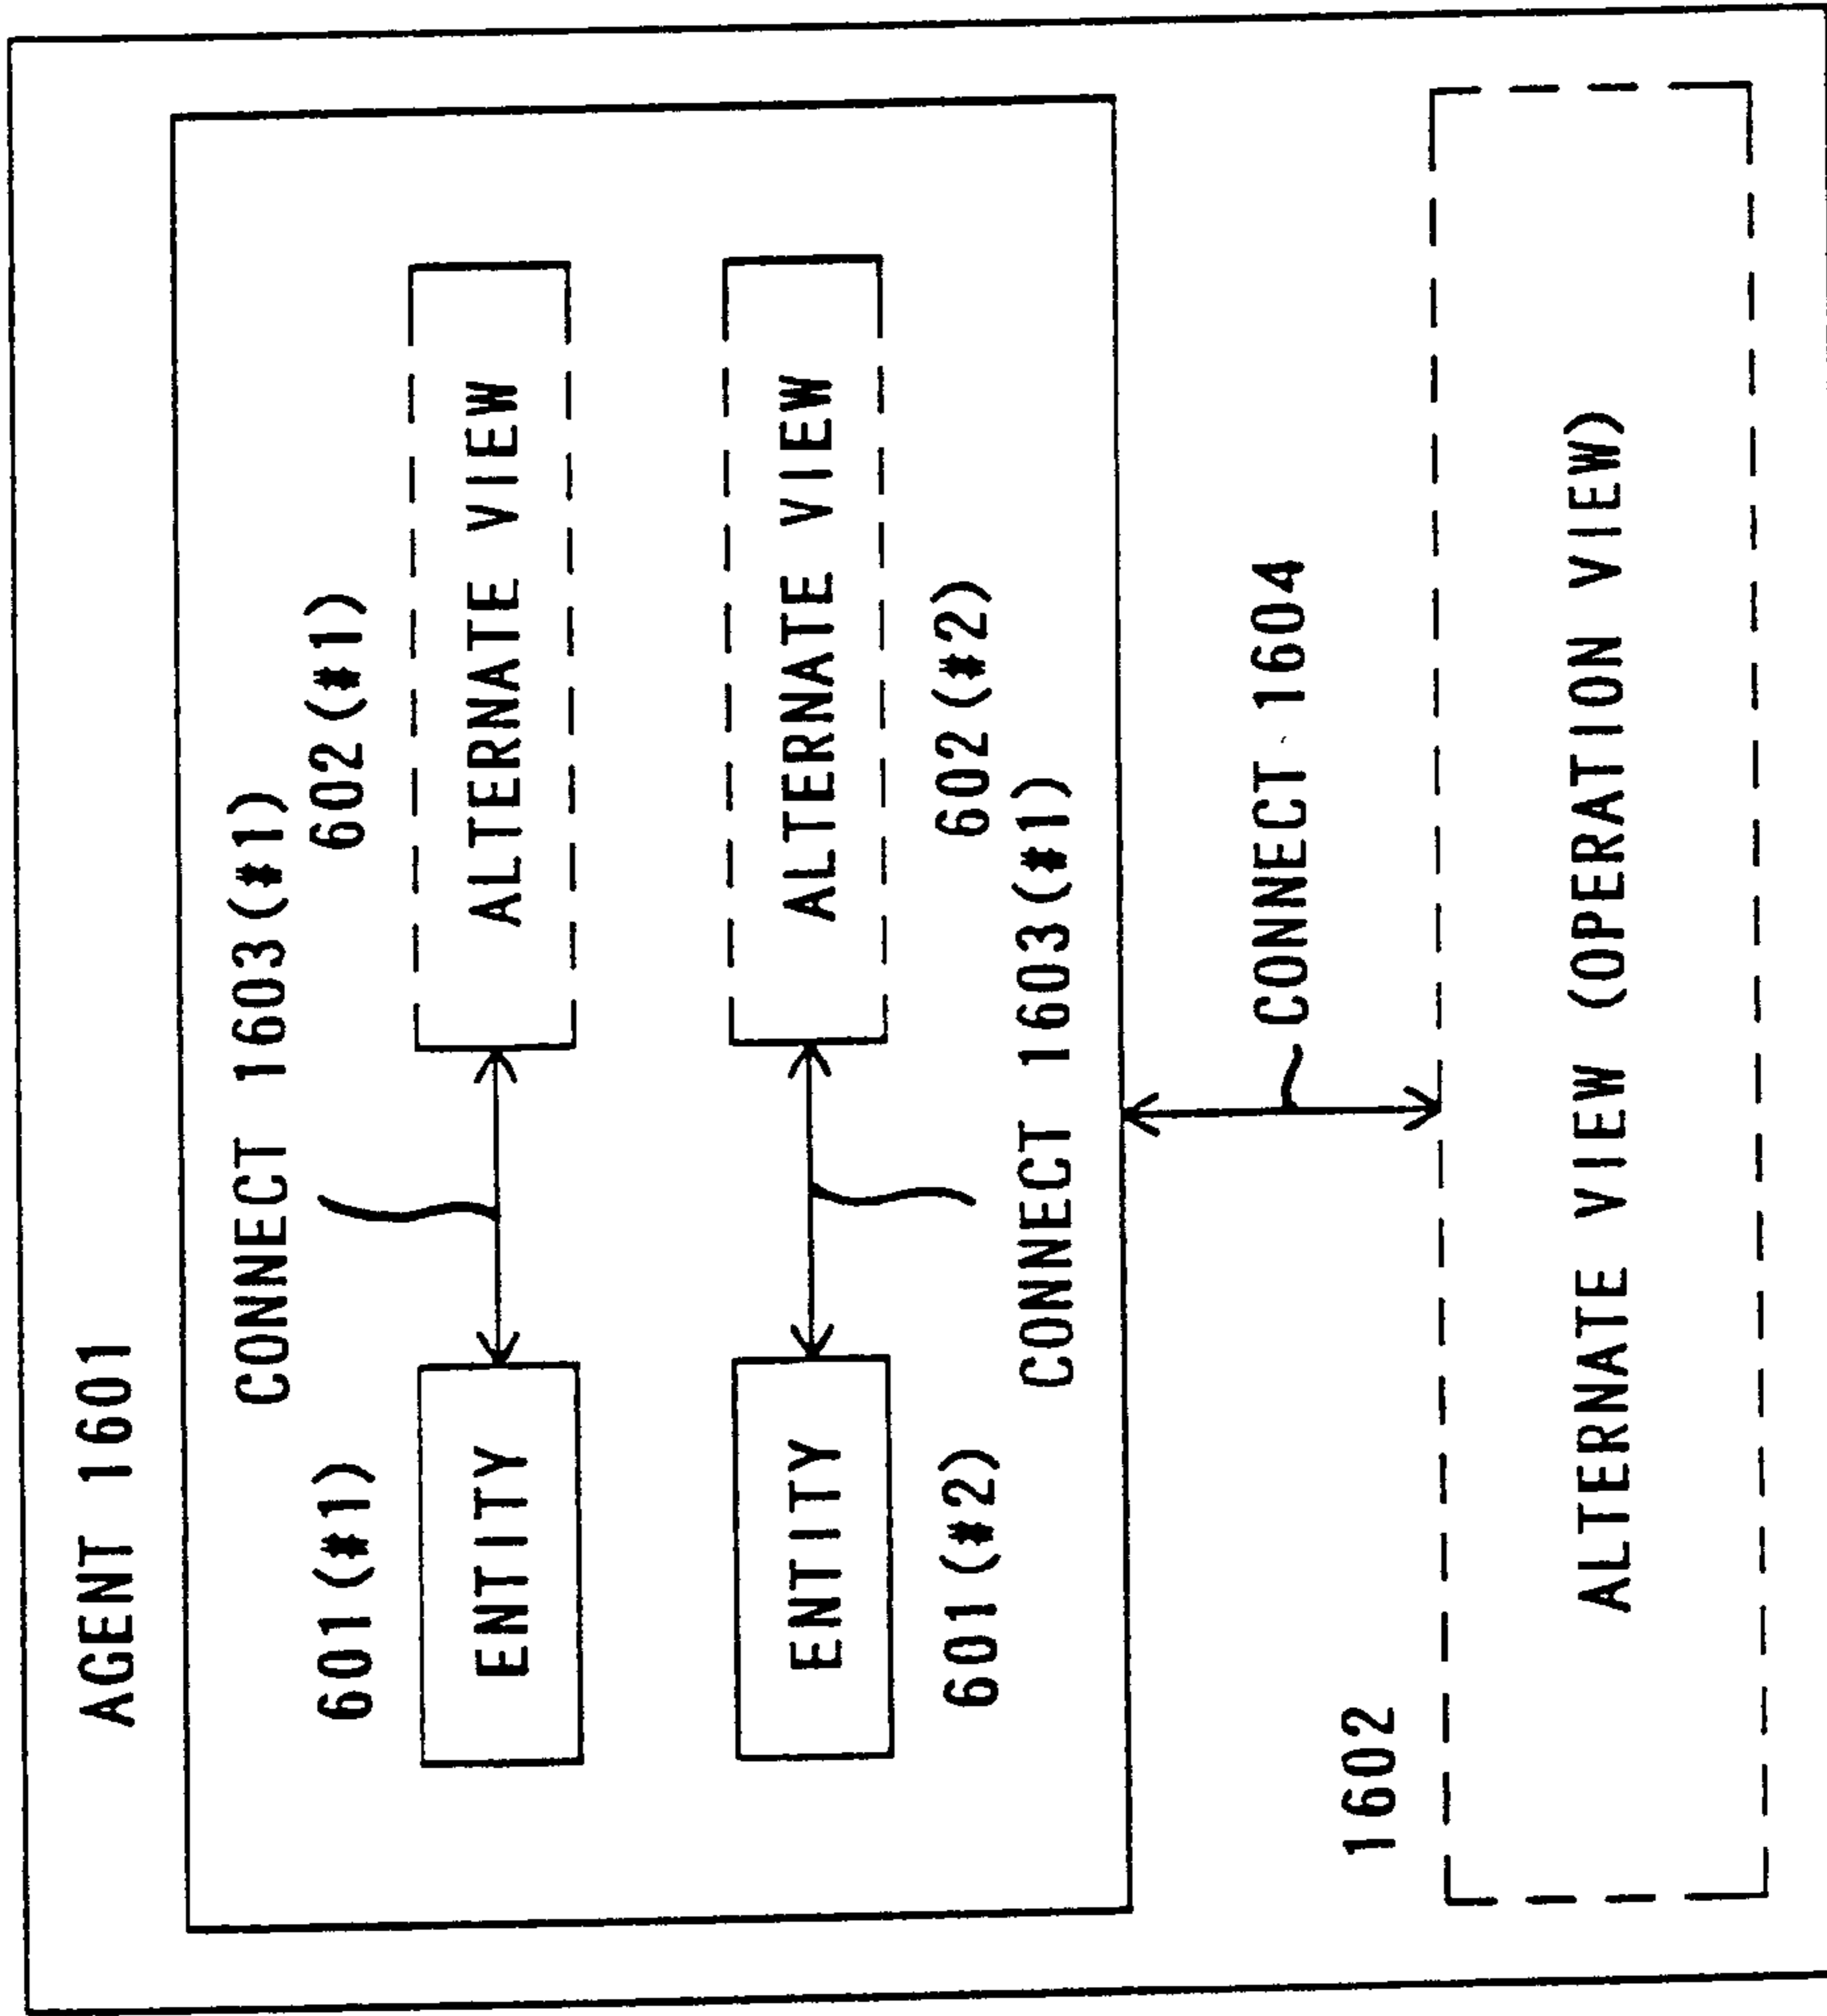 AGENT 1601
CONNECT 1603(#1)
601(#1)
602(#1)
ENTITY
ALTERNATE VIEW
ENTITY
ALTERNATE VIEW
601(#2)
602(#2)
CONNECT 1603(#1)
CONNECT 1604
1602
ALTERNATE VIEW (OPERATION VIEW)